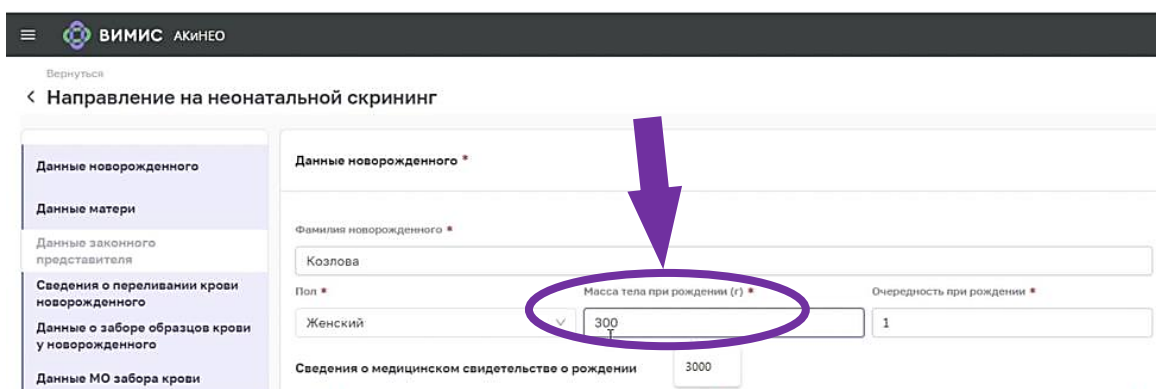 ВИМИС АКиНЕО
Вернуться
Направление на неонатальной скрининг
Данные новорожденного
Данные матери
Данные законного
представителя
Сведения о переливании крови
новорожденного
Данные о заборе образцов крови
у новорожденного
Данные МО забора крови
Данные новорожденного *
Фамилия новорожденного *
Козлова
Пол *
Масса тела при рождении (г) *
Очередность при рождении *
Женский
300
1
Сведения о медицинском свидетельстве о рождении
3000